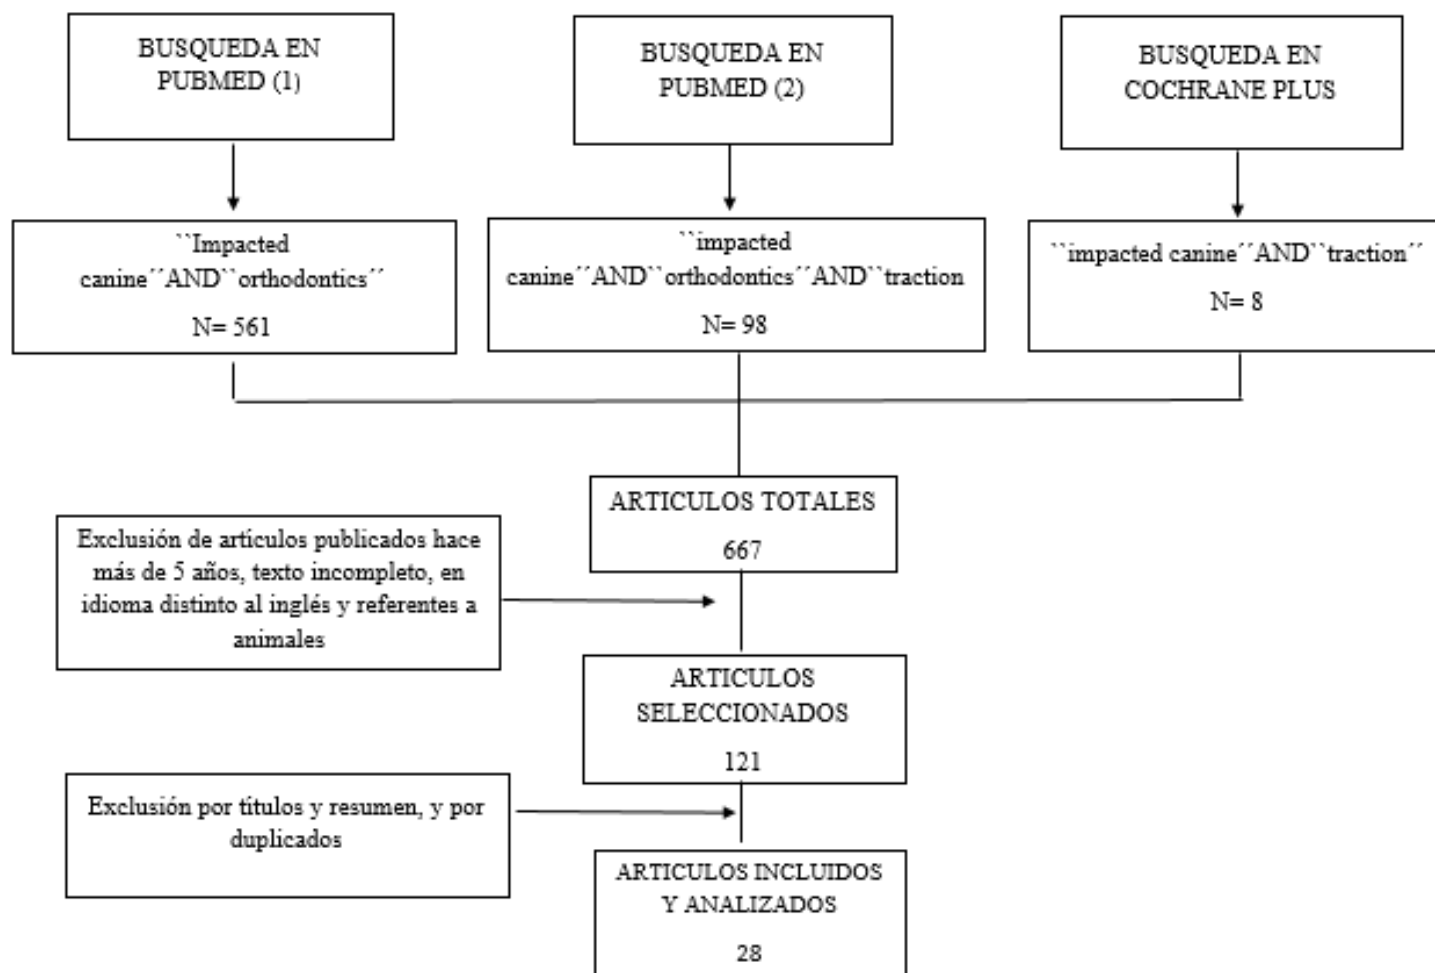 BUSQUEDA EN
PUBMED (1)
BUSQUEDA EN
PUBMED (2)
BUSQUEDA EN
COCHRANE PLUS
``Impacted
canine´´AND``orthodontics´´
N= 561
``impacted
canine´´AND``orthodontics´´AND``traction
N= 98
``impacted canine´´AND``traction´´
N= 8
ARTICULOS TOTALES
667
Exclusión de artículos publicados hace
más de 5 años, texto incompleto, en
idioma distinto al inglés y referentes a
animales
ARTICULOS
SELECCIONADOS
121
Exclusión por títulos y resumen, y por
duplicados
ARTICULOS INCLUIDOS
Y ANALIZADOS
28